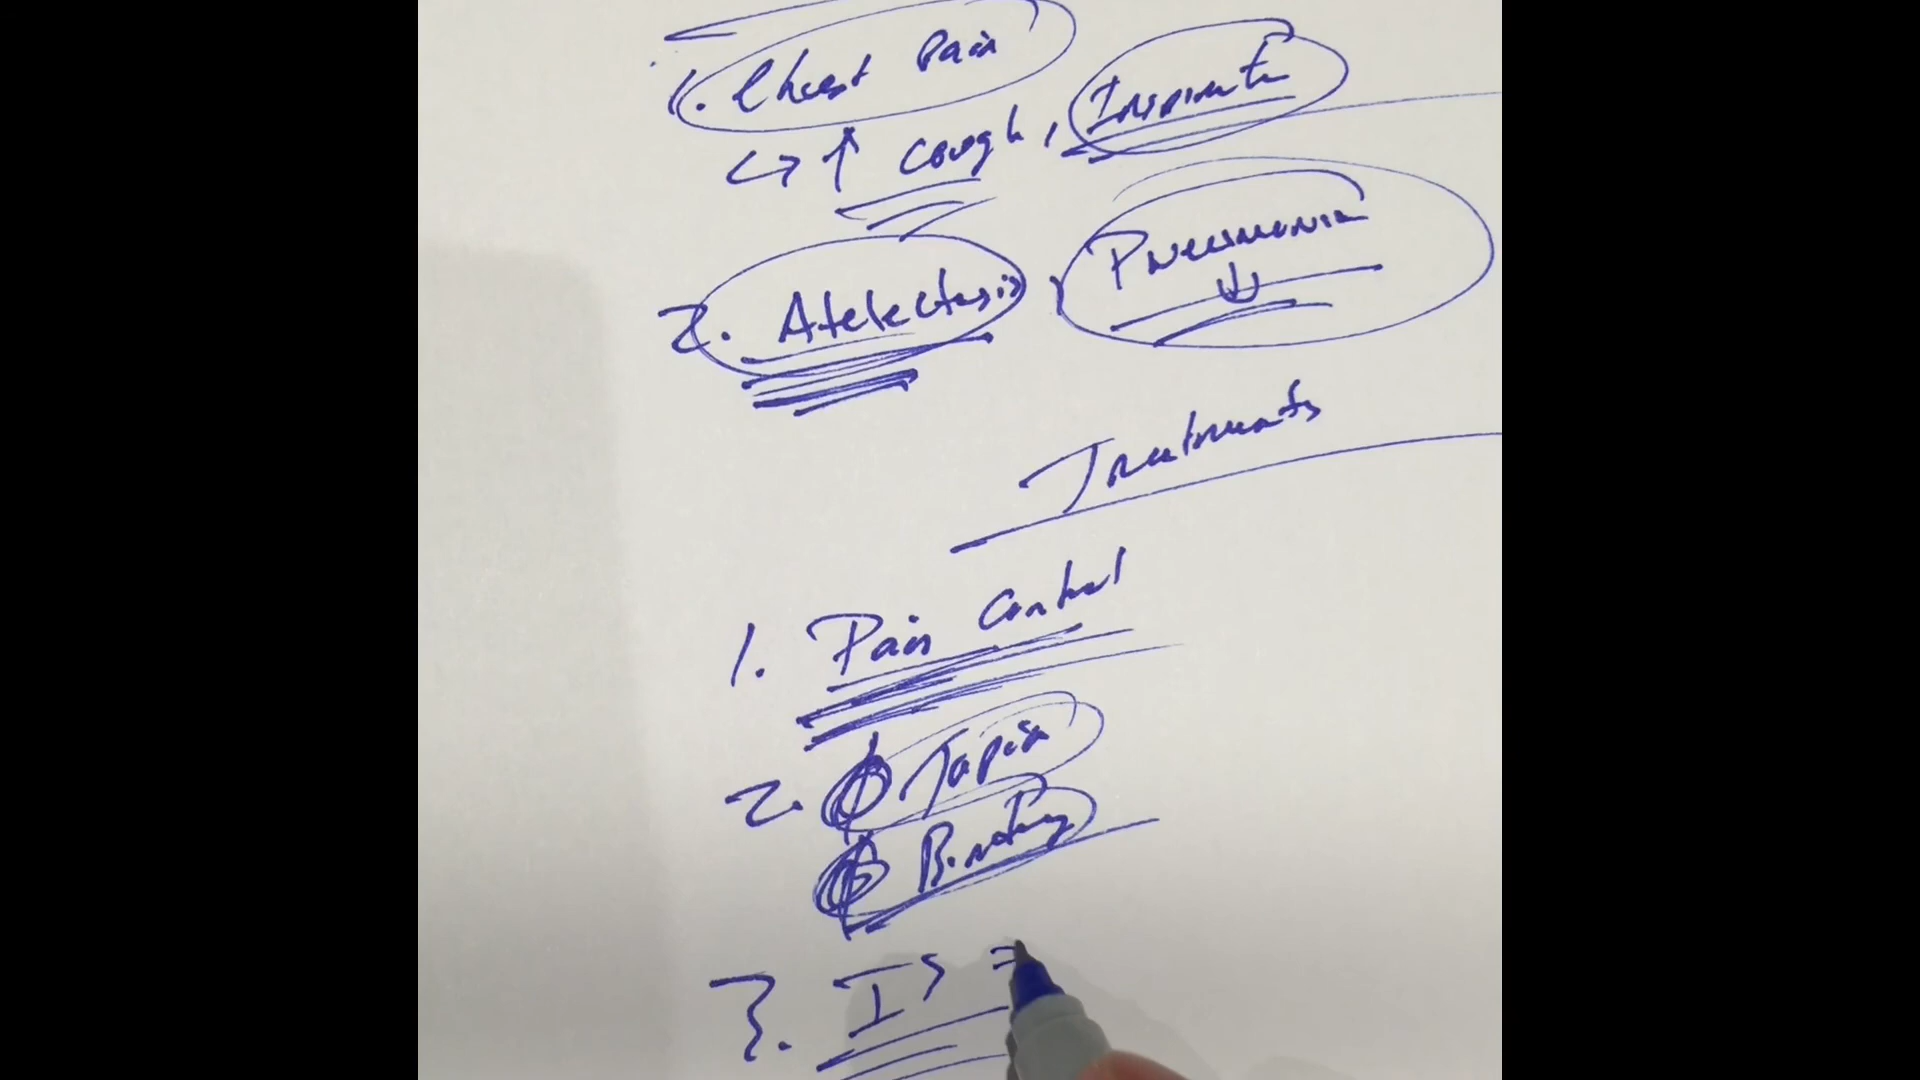 1. Chest Pain
↳ ↑ cough, Inspiration
2. Atelectasis, Pneumonia
↓
Treatments
1. Pain Control
2. Ø Taping
Ø Binding
3. IS =